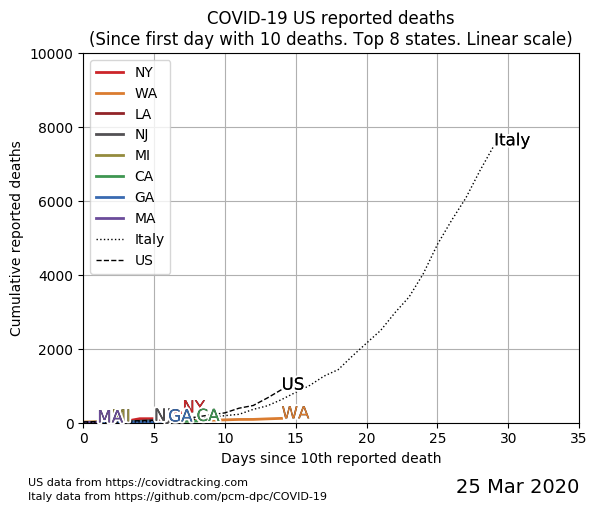 COVID-19 US reported deaths
(Since first day with 10 deaths. Top 8 states. Linear scale)
Cumulative reported deaths
10000
8000
6000
4000
2000
0
NY
WA
LA
NJ
MI
CA
GA
MA
Italy
US
Italy
US
NY
WA
CA
GA
MA
0 5 10 15 20 25 30 35
Days since 10th reported death
US data from https://covidtracking.com
Italy data from https://github.com/pcm-dpc/COVID-19
25 Mar 2020